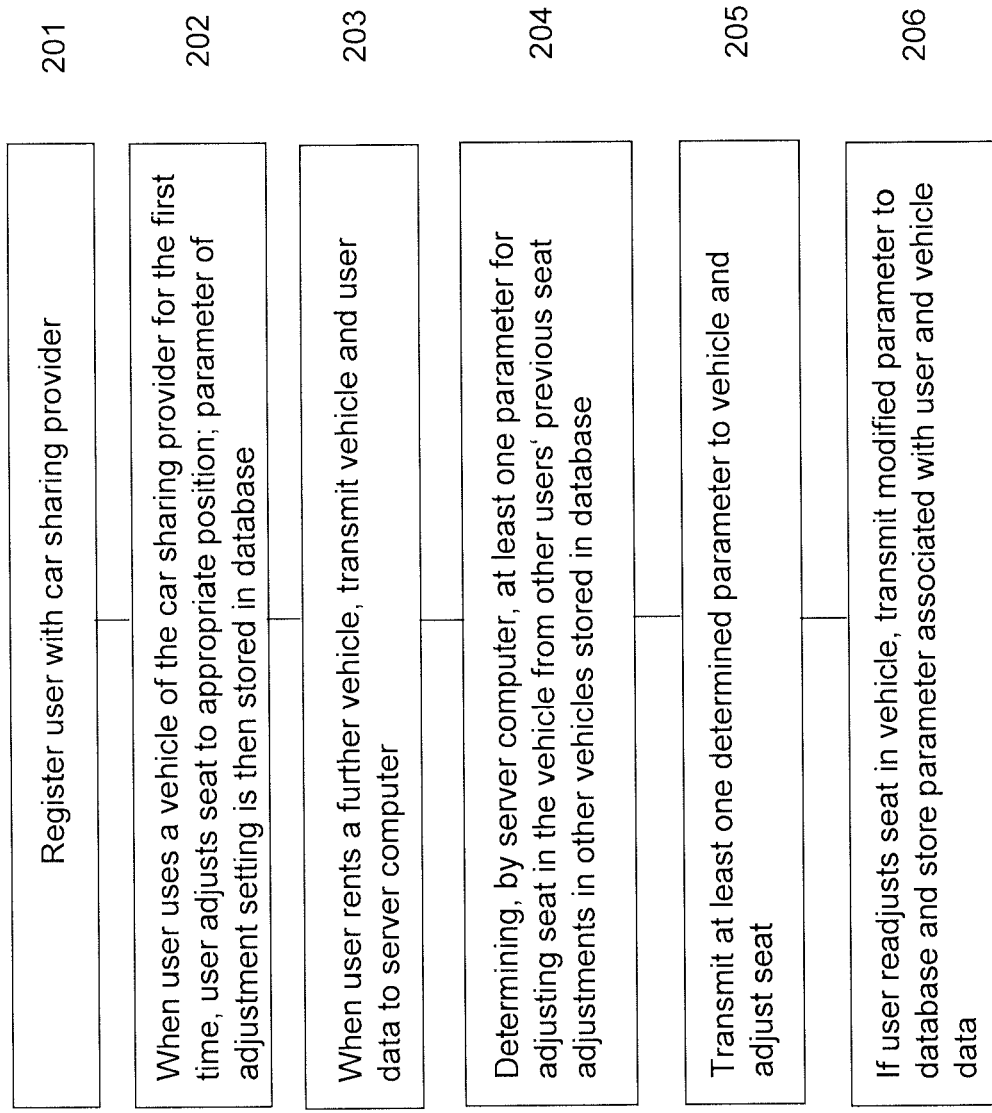 Register user with car sharing provider
201
When user uses a vehicle of the car sharing provider for the first
time, user adjusts seat to appropriate position; parameter of
adjustment setting is then stored in database
202
When user rents a further vehicle, transmit vehicle and user
data to server computer
203
Determining, by server computer, at least one parameter for
adjusting seat in the vehicle from other users‘ previous seat
adjustments in other vehicles stored in database
204
Transmit at least one determined parameter to vehicle and
adjust seat
205
If user readjusts seat in vehicle, transmit modified parameter to
database and store parameter associated with user and vehicle
data
206